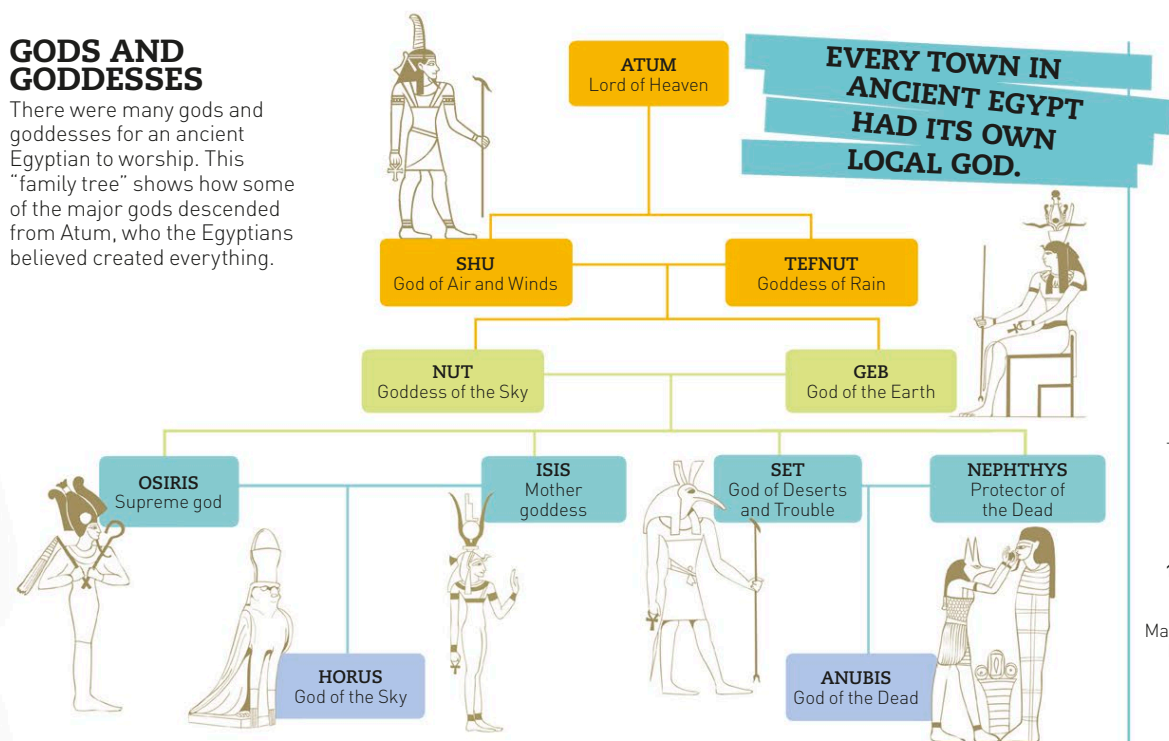 GODS AND
GODDESSES
There were many gods and
goddesses for an ancient
Egyptian to worship. This
“family tree” shows how some
of the major gods descended
from Atum, who the Egyptians
believed created everything.
ATUM
Lord of Heaven
EVERY TOWN IN
ANCIENT EGYPT
HAD ITS OWN
LOCAL GOD.
SHU
God of Air and Winds
TEFNUT
Goddess of Rain
NUT
Goddess of the Sky
GEB
God of the Earth
OSIRIS
Supreme god
ISIS
Mother
goddess
SET
God of Deserts
and Trouble
NEPHTHYS
Protector of
the Dead
HORUS
God of the Sky
ANUBIS
God of the Dead
Ma